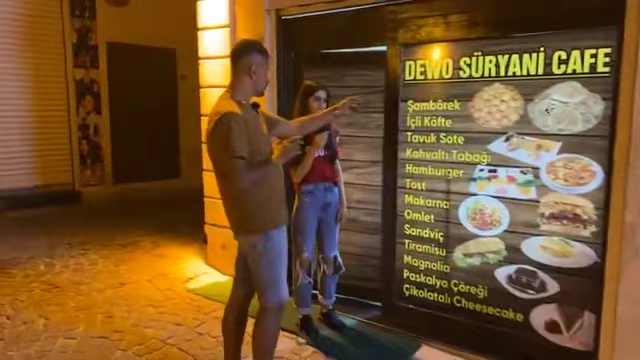 DEWO SÜRYANİ CAFE
Şambörek
İçli Köfte
Tavuk Sote
Kahvaltı Tabağı
Hamburger
Tost
Makarna
Omlet
Sandviç
Tiramisu
Magnolia
Paskalya Çöreği
Çikolatalı Cheesecake